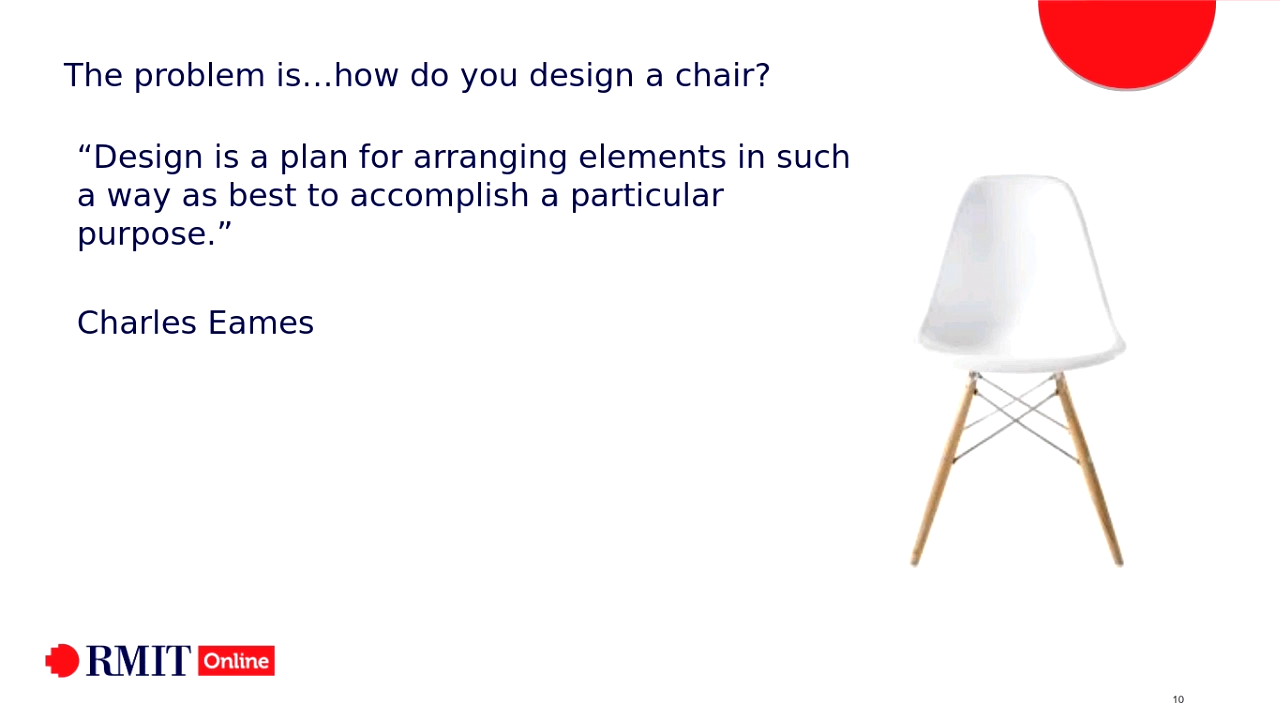 The problem is…how do you design a chair?
“Design is a plan for arranging elements in such
a way as best to accomplish a particular
purpose.”
Charles Eames
RMIT Online
10